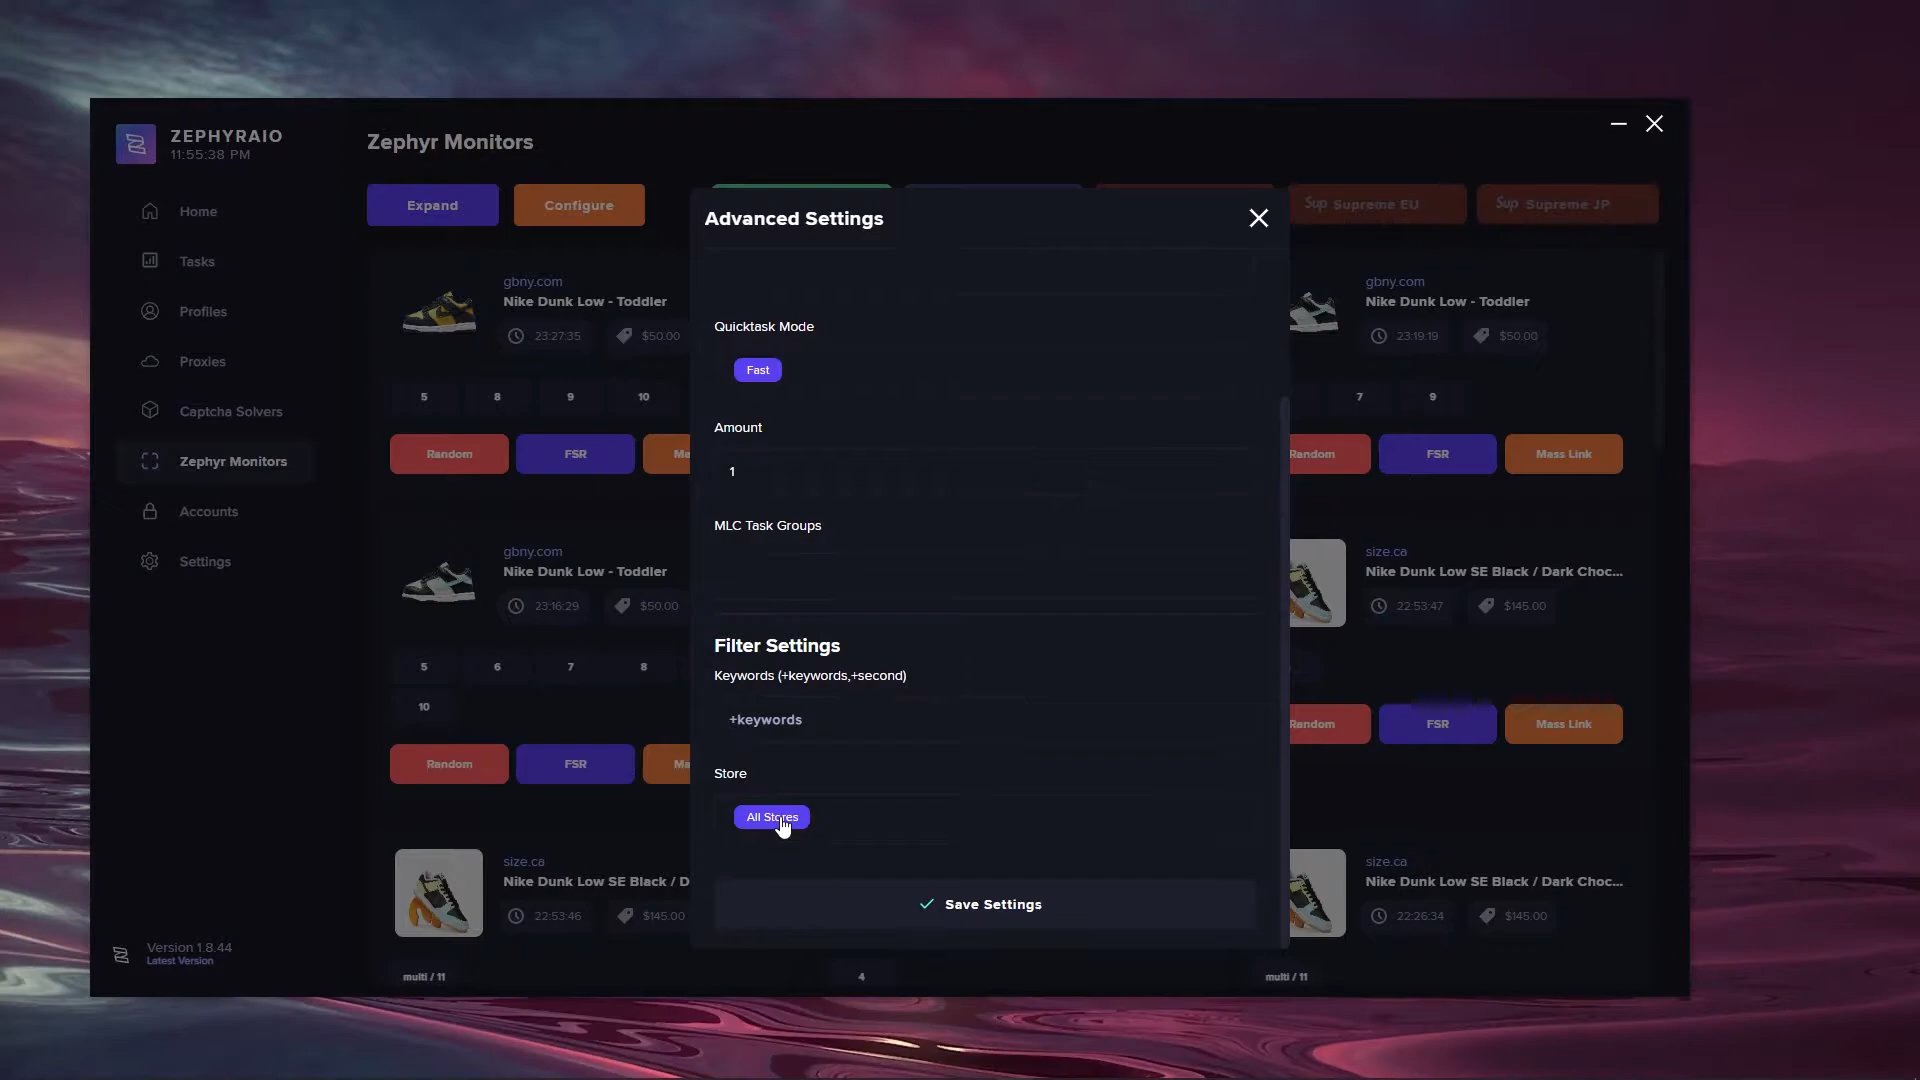 ZEPHYRAIO
11:55:38 PM
Home
Tasks
Profiles
Proxies
Captcha Solvers
Zephyr Monitors
Accounts
Settings
Version 1.8.44
Latest Version
Zephyr Monitors
Expand
Configure
Sup Supreme EU
Sup Supreme JP
gbny.com
Nike Dunk Low - Toddler
23:27:35
$50.00
5
8
9
10
Random
FSR
Ma
gbny.com
Nike Dunk Low - Toddler
23:19:19
$50.00
7
9
Random
FSR
Mass Link
gbny.com
Nike Dunk Low - Toddler
23:16:29
$50.00
5
6
7
8
10
Random
FSR
Ma
size.ca
Nike Dunk Low SE Black / Dark Choc...
22:53:47
$145.00
Random
FSR
Mass Link
size.ca
Nike Dunk Low SE Black / D
22:53:46
$145.00
multi / 11
4
size.ca
Nike Dunk Low SE Black / Dark Choc...
22:26:34
$145.00
multi / 11
Advanced Settings
Quicktask Mode
Fast
Amount
1
MLC Task Groups
Filter Settings
Keywords (+keywords,+second)
+keywords
Store
All Stores
Save Settings